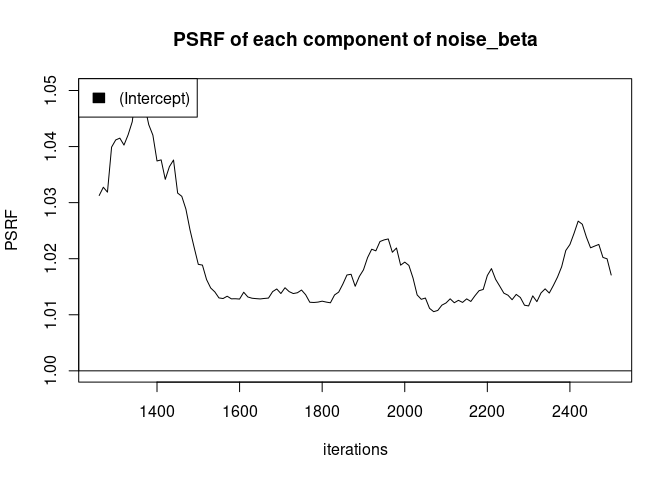 PSRF of each component of noise_beta
(Intercept)
PSRF
1.05
1.04
1.03
1.02
1.01
1.00
1400 1600 1800 2000 2200 2400
iterations